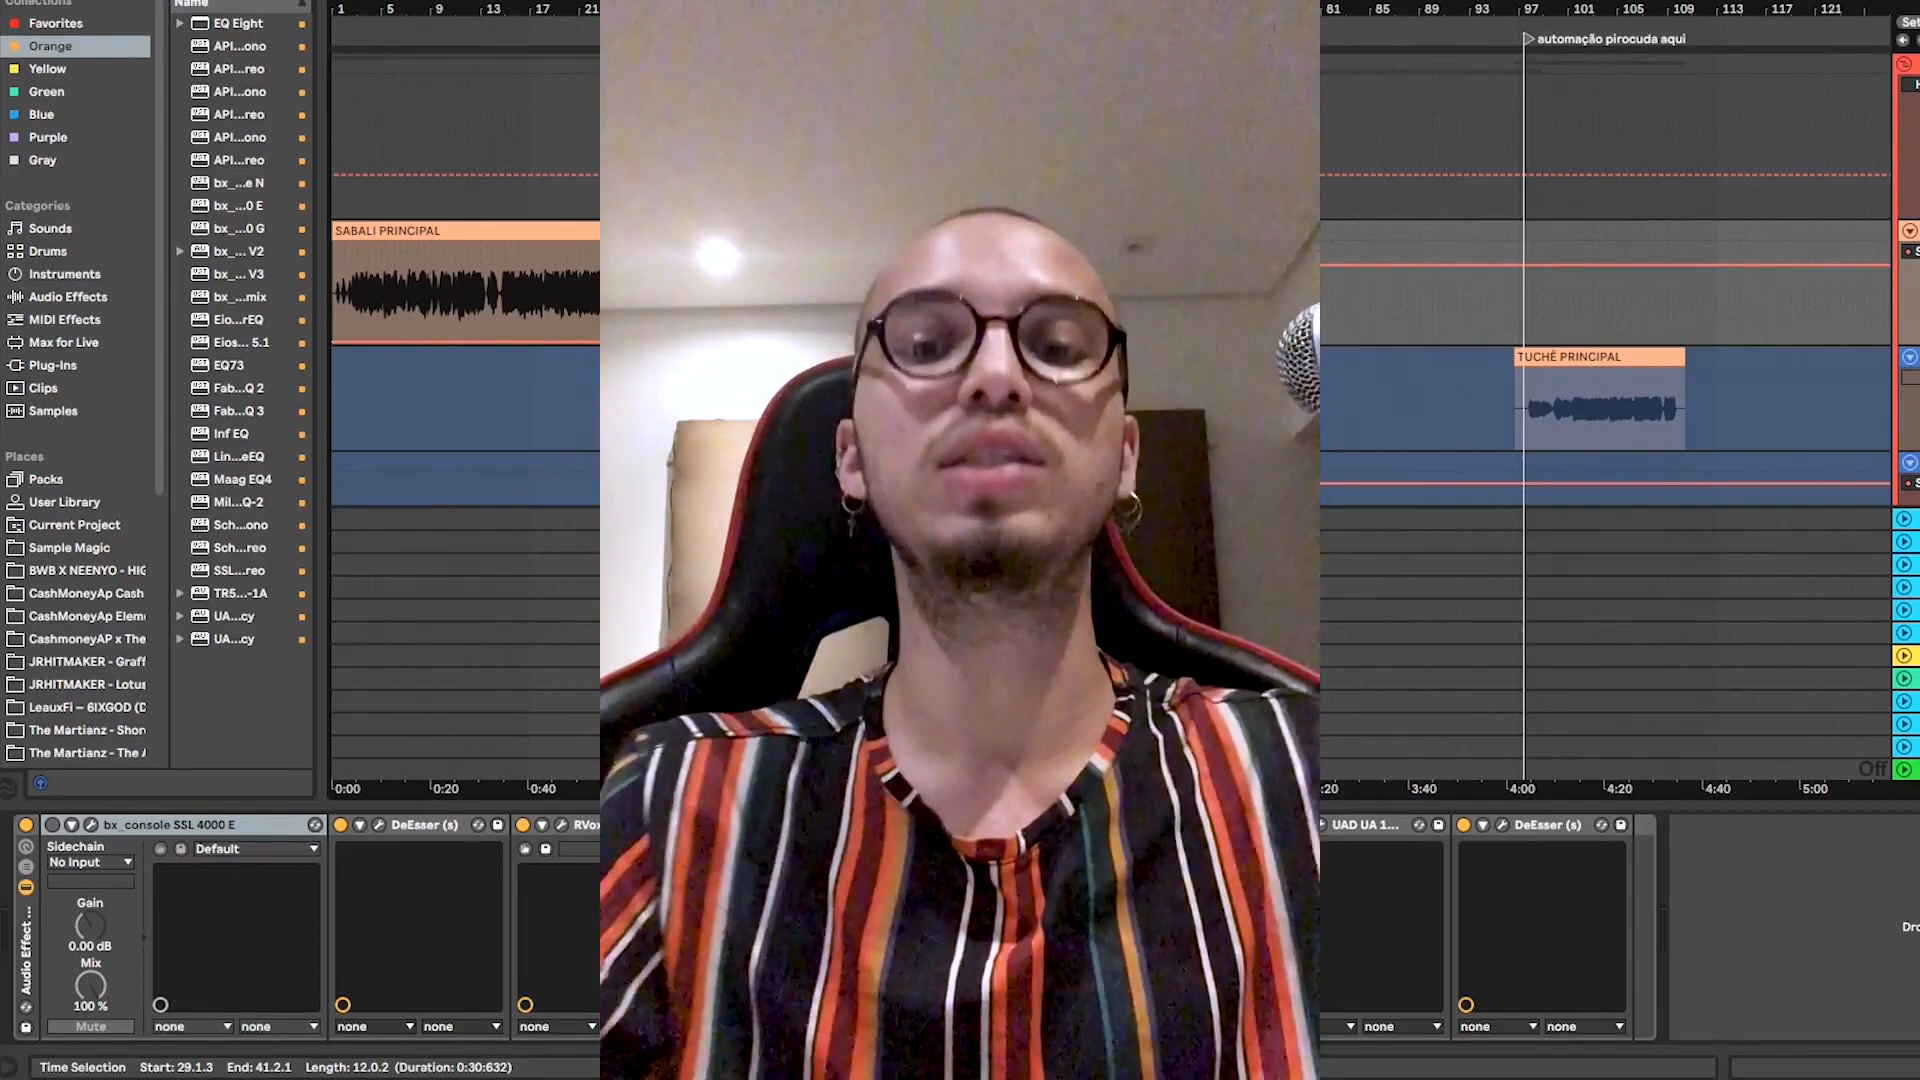 Collections
Name
Favorites
Orange
Yellow
Green
Blue
Purple
Gray
Categories
Sounds
Drums
Instruments
Audio Effects
MIDI Effects
Max for Live
Plug-Ins
Clips
Samples
Places
Packs
User Library
Current Project
Sample Magic
BWB X NEENYO - HIG
CashMoneyAp Cash
CashMoneyAp Elem
CashmoneyAP x The
JRHITMAKER - Graff
JRHITMAKER - Lotus
LeauxFi – 6IXGOD (D
The Martianz - Shor
The Martianz - The A
EQ Eight
API...ono
API...reo
API...ono
API...reo
API...ono
API...reo
bx_...e N
bx_...0 E
bx_...0 G
bx_... V2
bx_... V3
bx_...mix
Eio...rEQ
Eios... 5.1
EQ73
Fab...Q 2
Fab...Q 3
Inf EQ
Lin...eEQ
Maag EQ4
Mil...Q-2
Sch...ono
Sch...reo
SSL...reo
TR5...-1A
UA...cy
UA...cy
1 5 9 13 17 21
81 85 89 93 97 101 105 109 113 117 121
Set
automação pirocuda aqui
SABALI PRINCIPAL
TUCHÊ PRINCIPAL
Off
0:00 0:20 0:40
:20 3:40 4:00 4:20 4:40 5:00
bx_console SSL 4000 E
Sidechain
No Input
Default
Gain
0.00 dB
Mix
100 %
Mute
none none
Audio Effect ...
DeEsser (s)
none none
RVox
none
UAD UA 1...
none
DeEsser (s)
none none
Dro
Time Selection Start: 29.1.3 End: 41.2.1 Length: 12.0.2 (Duration: 0:30:632)